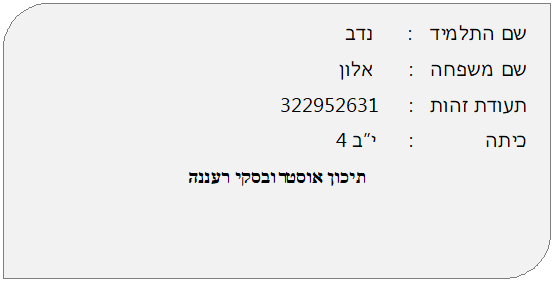 שם התלמיד : נדב
שם משפחה : אלון
תעודת זהות : 322952631
כיתה : י"ב 4
תיכון אוסטרובסקי רעננה